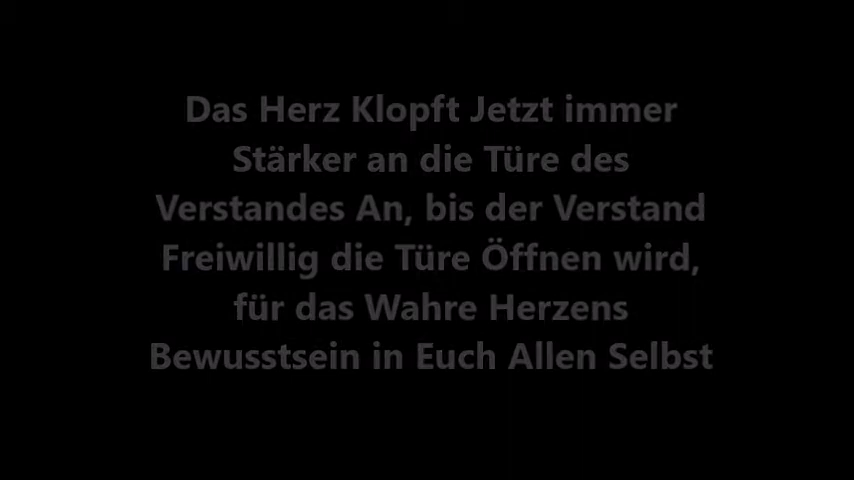 Das Herz Klopft Jetzt immer
Stärker an die Türe des
Verstandes An, bis der Verstand
Freiwillig die Türe Öffnen wird,
für das Wahre Herzens
Bewusstsein in Euch Allen Selbst